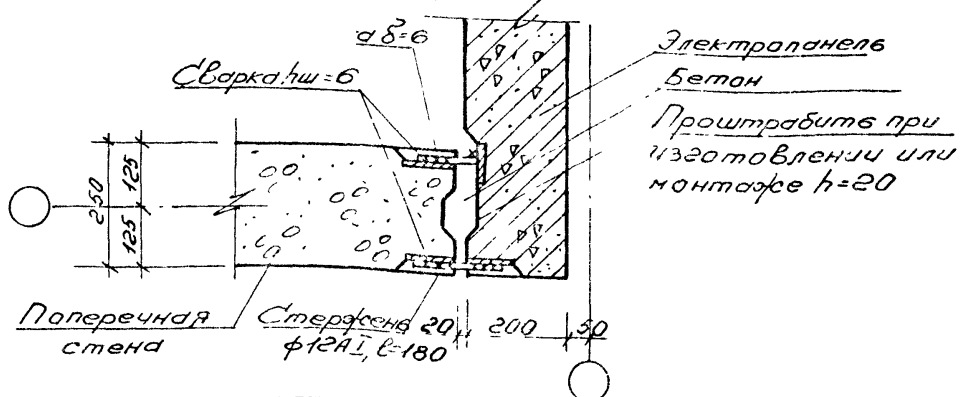 аδ=6
Сварка hш=6
Электропанель
Бетон
Проштрабить при
изготовлении или
монтаже h=20
250
125
125
Поперечная
стена
Стержень
ф12АI, ℓ=180
20
200
50